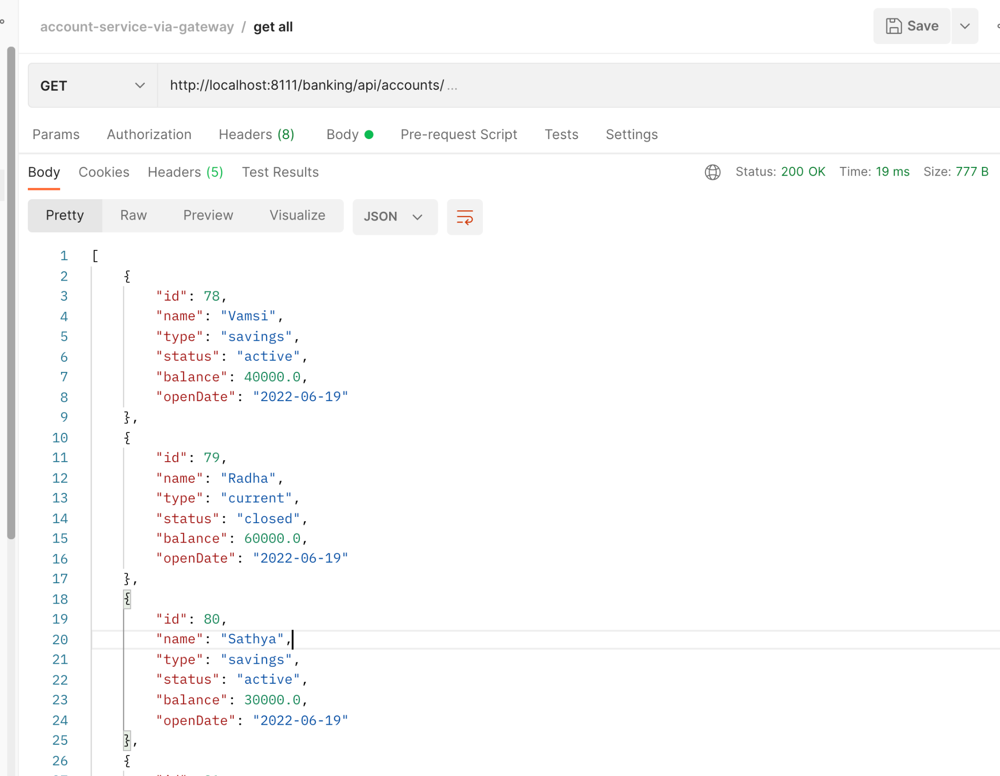 account-service-via-gateway / get all
Save
GET http://localhost:8111/banking/api/accounts/ ...
Params Authorization Headers (8) Body Pre-request Script Tests Settings
Body Cookies Headers (5) Test Results Status: 200 OK Time: 19 ms Size: 777 B
Pretty Raw Preview Visualize JSON
1 [
2 {
3 "id": 78,
4 "name": "Vamsi",
5 "type": "savings",
6 "status": "active",
7 "balance": 40000.0,
8 "openDate": "2022-06-19"
9 },
10 {
11 "id": 79,
12 "name": "Radha",
13 "type": "current",
14 "status": "closed",
15 "balance": 60000.0,
16 "openDate": "2022-06-19"
17 },
18 {
19 "id": 80,
20 "name": "Sathya",
21 "type": "savings",
22 "status": "active",
23 "balance": 30000.0,
24 "openDate": "2022-06-19"
25 },
26 {